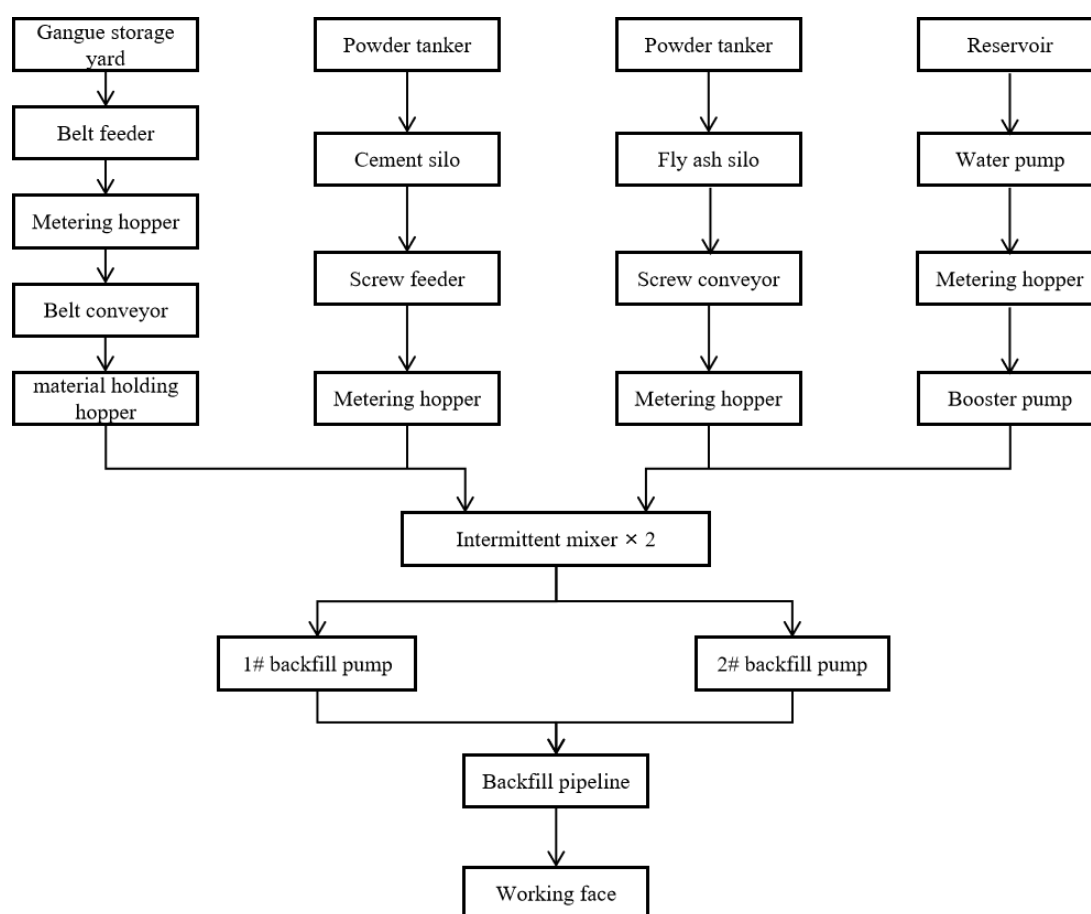 Gangue storage
yard
Powder tanker
Powder tanker
Reservoir
Belt feeder
Cement silo
Fly ash silo
Water pump
Metering hopper
Screw feeder
Screw conveyor
Metering hopper
Belt conveyor
material holding
hopper
Metering hopper
Metering hopper
Booster pump
Intermittent mixer × 2
1# backfill pump
2# backfill pump
Backfill pipeline
Working face